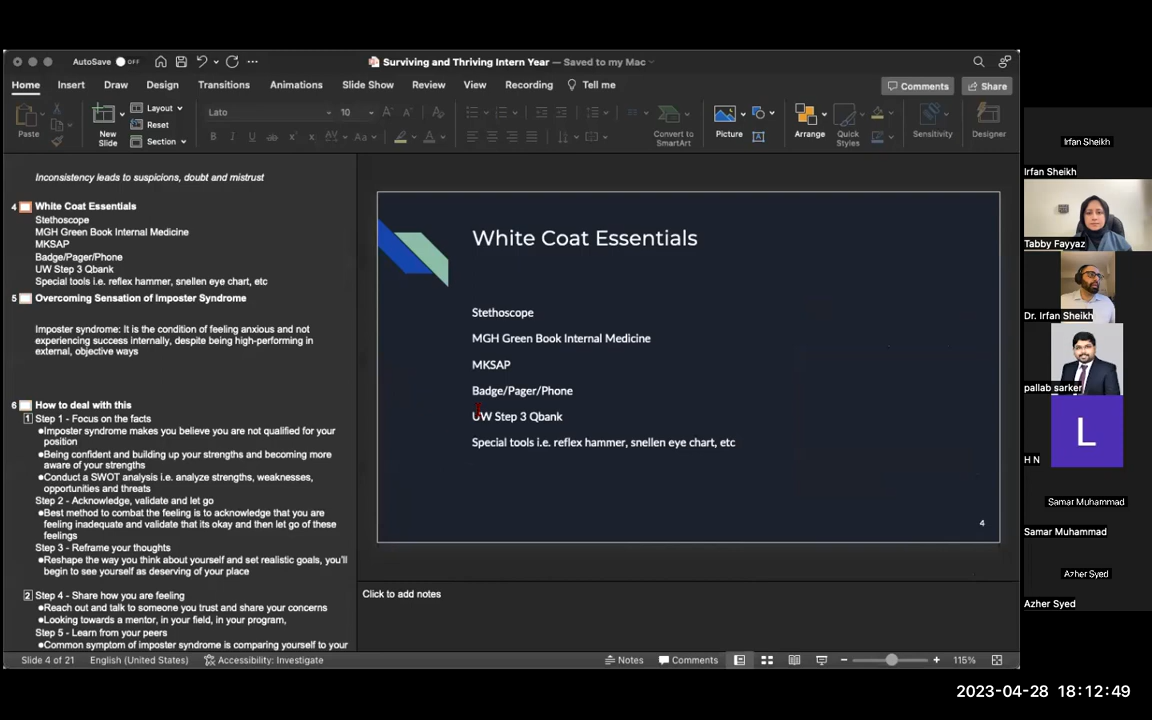 AutoSave OFF
Surviving and Thriving Intern Year — Saved to my Mac
Home Insert Draw Design Transitions Animations Slide Show Review View Recording Tell me
Comments Share
Paste
New Slide
Layout
Reset
Section
Lato 10
Convert to SmartArt
Picture
Arrange
Quick Styles
Sensitivity
Designer
Inconsistency leads to suspicions, doubt and mistrust
4 White Coat Essentials
Stethoscope
MGH Green Book Internal Medicine
MKSAP
Badge/Pager/Phone
UW Step 3 Qbank
Special tools i.e. reflex hammer, snellen eye chart, etc
5 Overcoming Sensation of Imposter Syndrome
Imposter syndrome: It is the condition of feeling anxious and not
experiencing success internally, despite being high-performing in
external, objective ways
6 How to deal with this
1 Step 1 - Focus on the facts
●Imposter syndrome makes you believe you are not qualified for your
position
●Being confident and building up your strengths and becoming more
aware of your strengths
●Conduct a SWOT analysis i.e. analyze strengths, weaknesses,
opportunities and threats
Step 2 - Acknowledge, validate and let go
●Best method to combat the feeling is to acknowledge that you are
feeling inadequate and validate that its okay and then let go of these
feelings
Step 3 - Reframe your thoughts
●Reshape the way you think about yourself and set realistic goals, you'll
begin to see yourself as deserving of your place
2 Step 4 - Share how you are feeling
●Reach out and talk to someone you trust and share your concerns
●Looking towards a mentor, in your field, in your program,
Step 5 - Learn from your peers
●Common symptom of imposter syndrome is comparing yourself to your
White Coat Essentials
Stethoscope
MGH Green Book Internal Medicine
MKSAP
Badge/Pager/Phone
UW Step 3 Qbank
Special tools i.e. reflex hammer, snellen eye chart, etc
4
Click to add notes
Slide 4 of 21 English (United States) Accessibility: Investigate
Notes Comments 115%
Irfan Sheikh
Irfan Sheikh
Tabby Fayyaz
Dr. Irfan Sheikh
pallab sarker
L
H N
Samar Muhammad
Samar Muhammad
Azher Syed
Azher Syed
2023-04-28 18:12:49